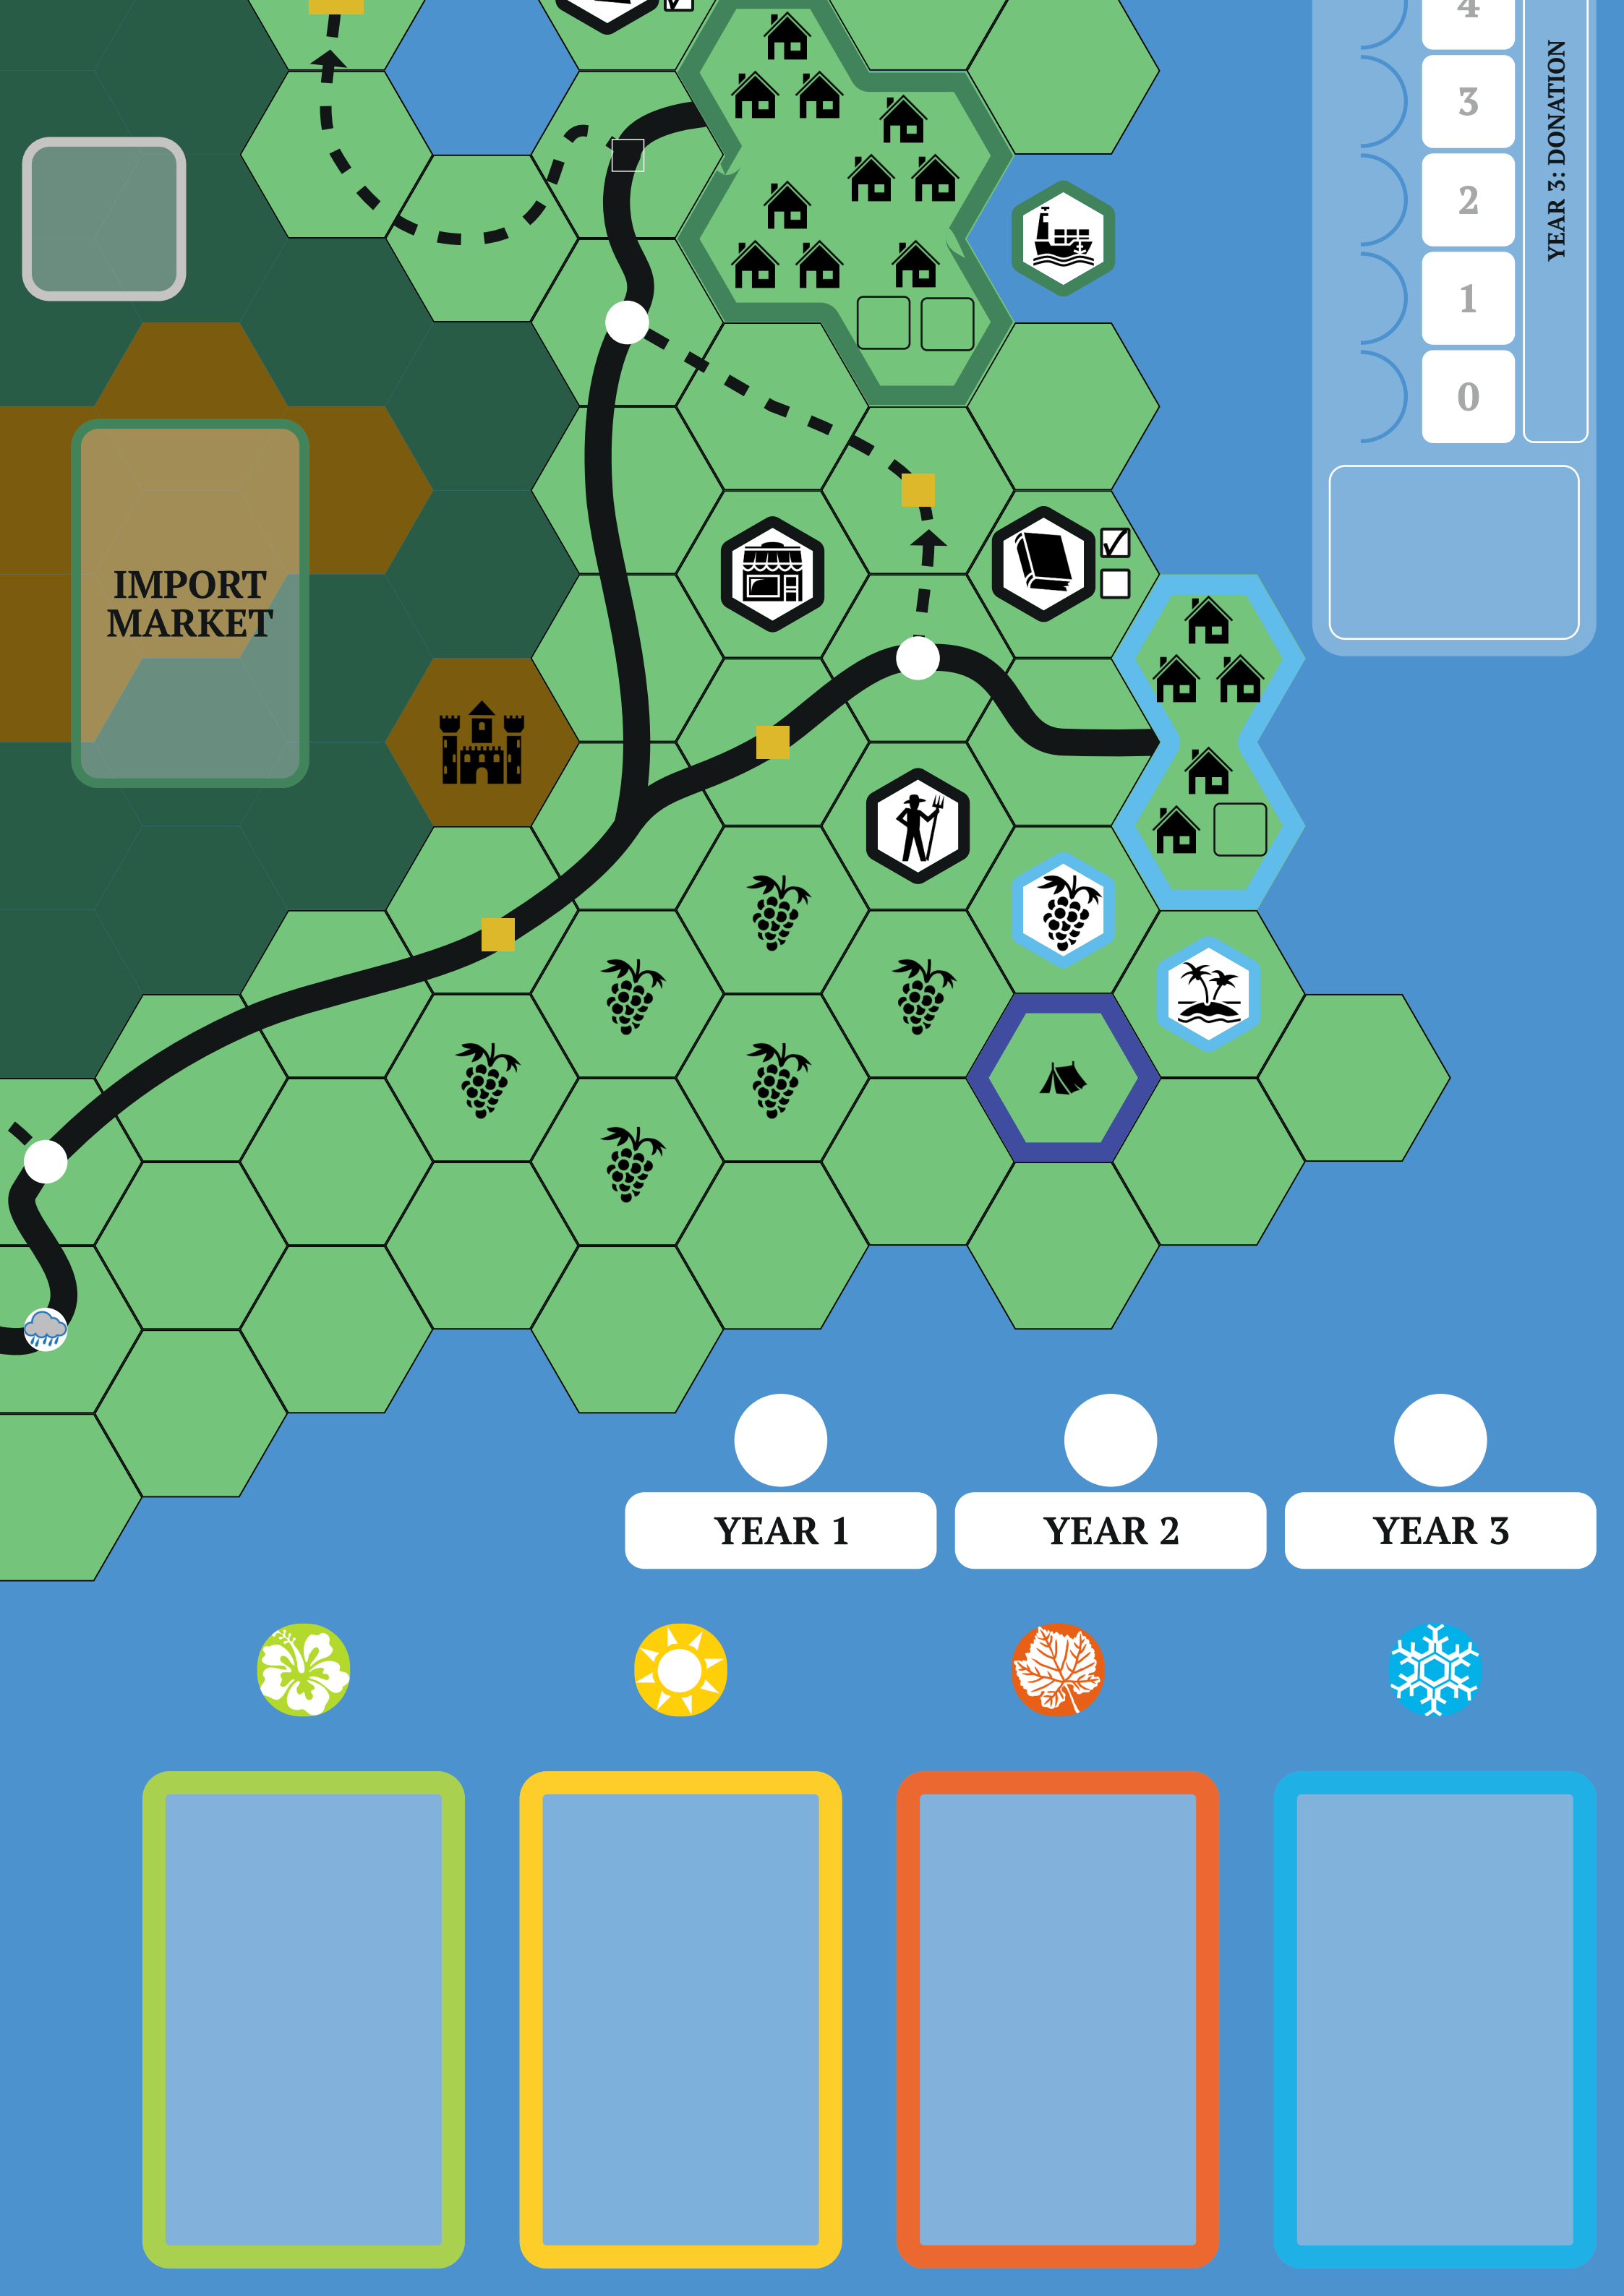 4
3
2
1
0
YEAR 3: DONATION
IMPORT
MARKET
YEAR 1
YEAR 2
YEAR 3